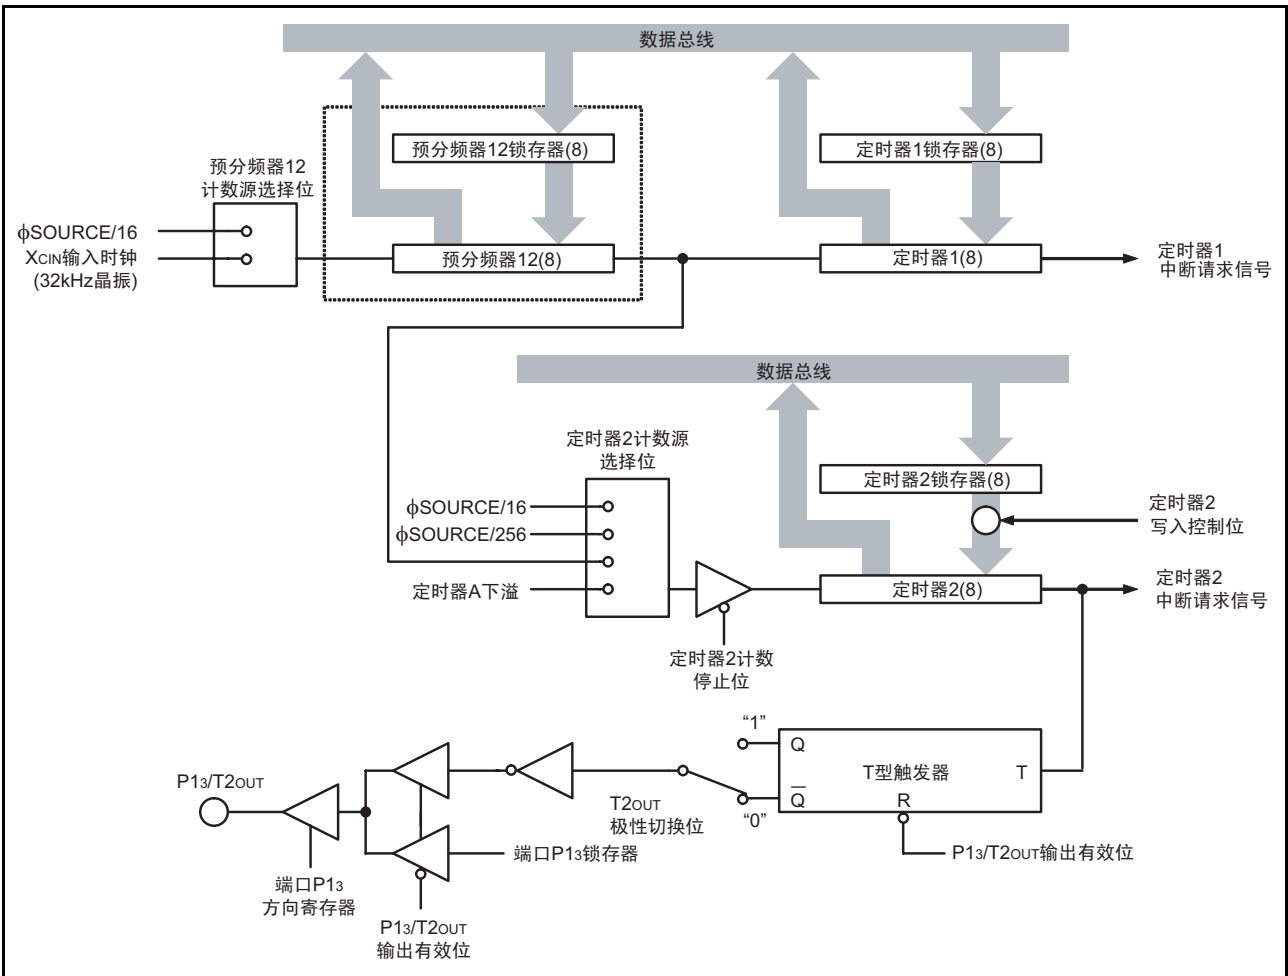 数据总线
预分频器12锁存器(8)
定时器1锁存器(8)
预分频器12
计数源选择位
φSOURCE/16
XCIN输入时钟
(32kHz晶振)
预分频器12(8)
定时器1(8)
定时器1
中断请求信号
数据总线
定时器2计数源
选择位
定时器2锁存器(8)
φSOURCE/16
φSOURCE/256
定时器2
写入控制位
定时器A下溢
定时器2(8)
定时器2
中断请求信号
定时器2计数
停止位
“1”
Q
T型触发器
T
P13/T2OUT
T2OUT
极性切换位
Q̅
R
“0”
端口P13锁存器
P13/T2OUT输出有效位
端口P13
方向寄存器
P13/T2OUT
输出有效位